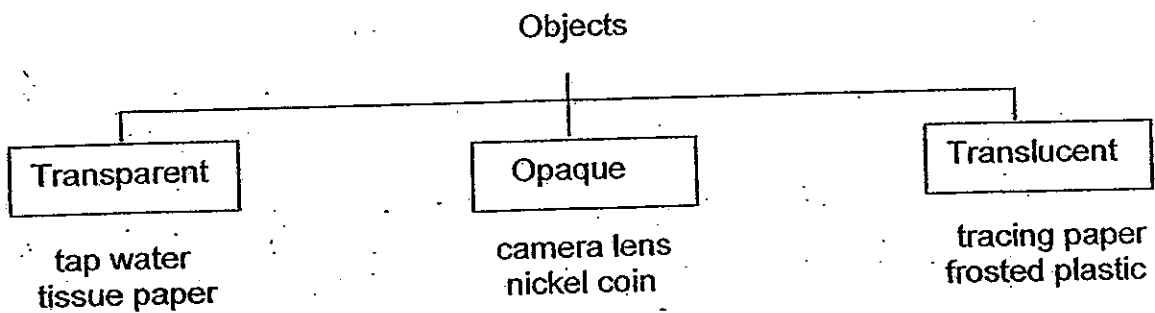 Objects
Transparent
Opaque
Translucent
tap water
tissue paper
camera lens
nickel coin
tracing paper
frosted plastic